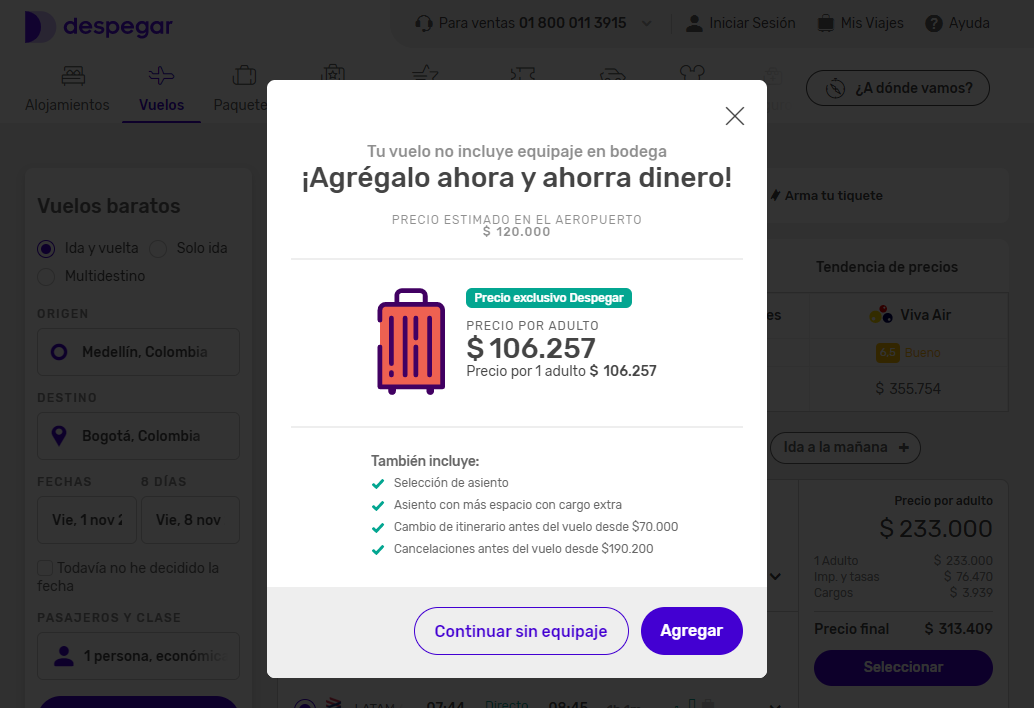 despegar
Para ventas 01 800 011 3915
Iniciar Sesión
Mis Viajes
Ayuda
Alojamientos
Vuelos
Paquete
¿A dónde vamos?
Tu vuelo no incluye equipaje en bodega
¡Agrégalo ahora y ahorra dinero!
PRECIO ESTIMADO EN EL AEROPUERTO
$ 120.000
Precio exclusivo Despegar
PRECIO POR ADULTO
$ 106.257
Precio por 1 adulto $ 106.257
También incluye:
Selección de asiento
Asiento con más espacio con cargo extra
Cambio de itinerario antes del vuelo desde $70.000
Cancelaciones antes del vuelo desde $190.200
Continuar sin equipaje
Agregar
Vuelos baratos
Ida y vuelta
Solo ida
Multidestino
ORIGEN
Medellín, Colombia
DESTINO
Bogotá, Colombia
FECHAS
8 DÍAS
Vie, 1 nov 2
Vie, 8 nov
Todavía no he decidido la
fecha
PASAJEROS Y CLASE
1 persona, económic
Arma tu tiquete
Tendencia de precios
es
Viva Air
6.5 Bueno
$ 355.754
Ida a la mañana +
Precio por adulto
$ 233.000
1 Adulto $ 233.000
Imp. y tasas $ 76.470
Cargos $ 3.939
Precio final $ 313.409
Seleccionar
LATAM 07:44 Directo 08:45